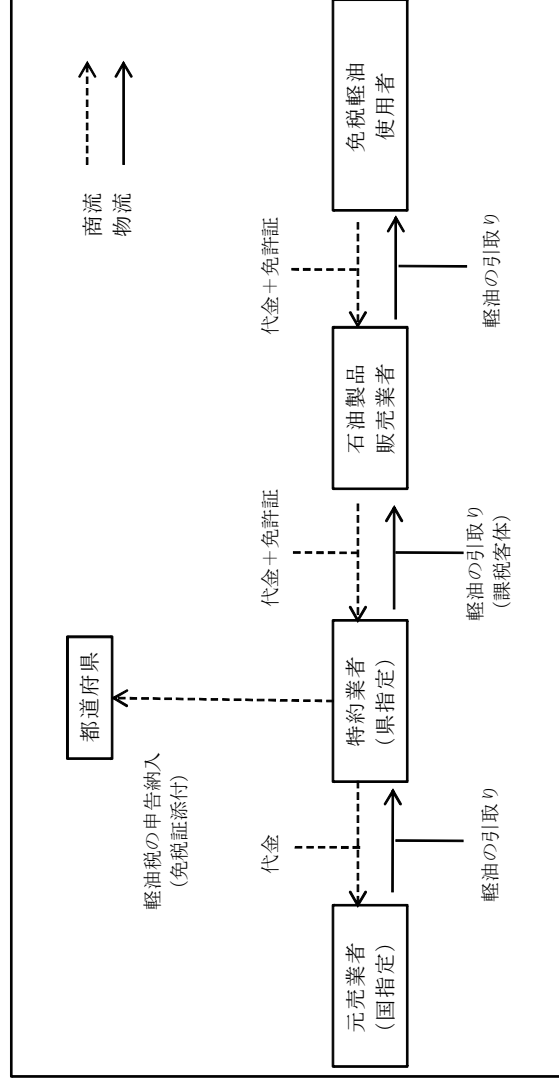 商流
物流
都道府県
軽油税の申告納入
(免税証添付)
代金
代金＋免許証
代金＋免許証
元売業者
(国指定)
特約業者
(県指定)
石油製品
販売業者
免税軽油
使用者
軽油の引取り
軽油の引取り
(課税客体)
軽油の引取り